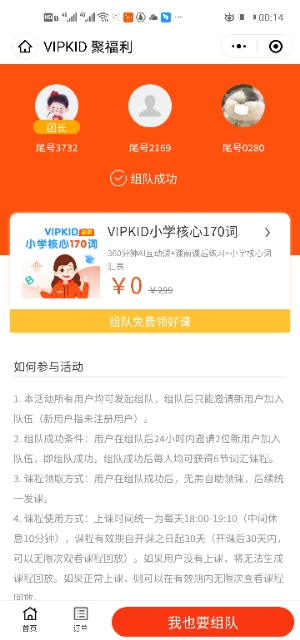 00:14
VIPKID 聚福利
团长
尾号3732
尾号2169
尾号0280
组队成功
VIPKID
小学核心170词
VIPKID小学核心170词
360分钟AI互动课+课前课后练习+小学核心词
汇表
¥0 ¥299
组队免费领好课
如何参与活动
1. 本活动所有用户均可发起组队，组队后只能邀请新用户加入
队伍（新用户指未注册用户）。
2. 组队成功条件：用户在组队后24小时内邀请2位新用户加入
队伍，即组队成功。组队成功后每人均可获得6节词汇课程。
3. 课程领取方式：用户在组队成功后，无需自助领课，后续统
一发课。
4. 课程使用方式：上课时间统一为每天18:00-19:10（中间休
息10分钟），课程有效期自开课之日起30天（开课后30天内，
可以无限次观看课程回放）。如果用户没有上课，将无法生成
课程回放。如果正常上课，则可以在有效期内无限次查看课程
回放。
首页
订单
我也要组队